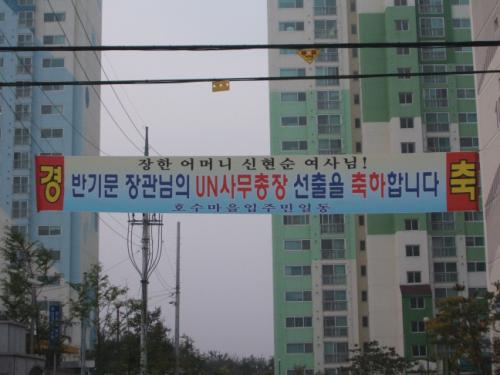 장한 어머니 신현순 여사님!
경 반기문 장관님의 UN사무총장 선출을 축하합니다 축
호수마을입주민일동